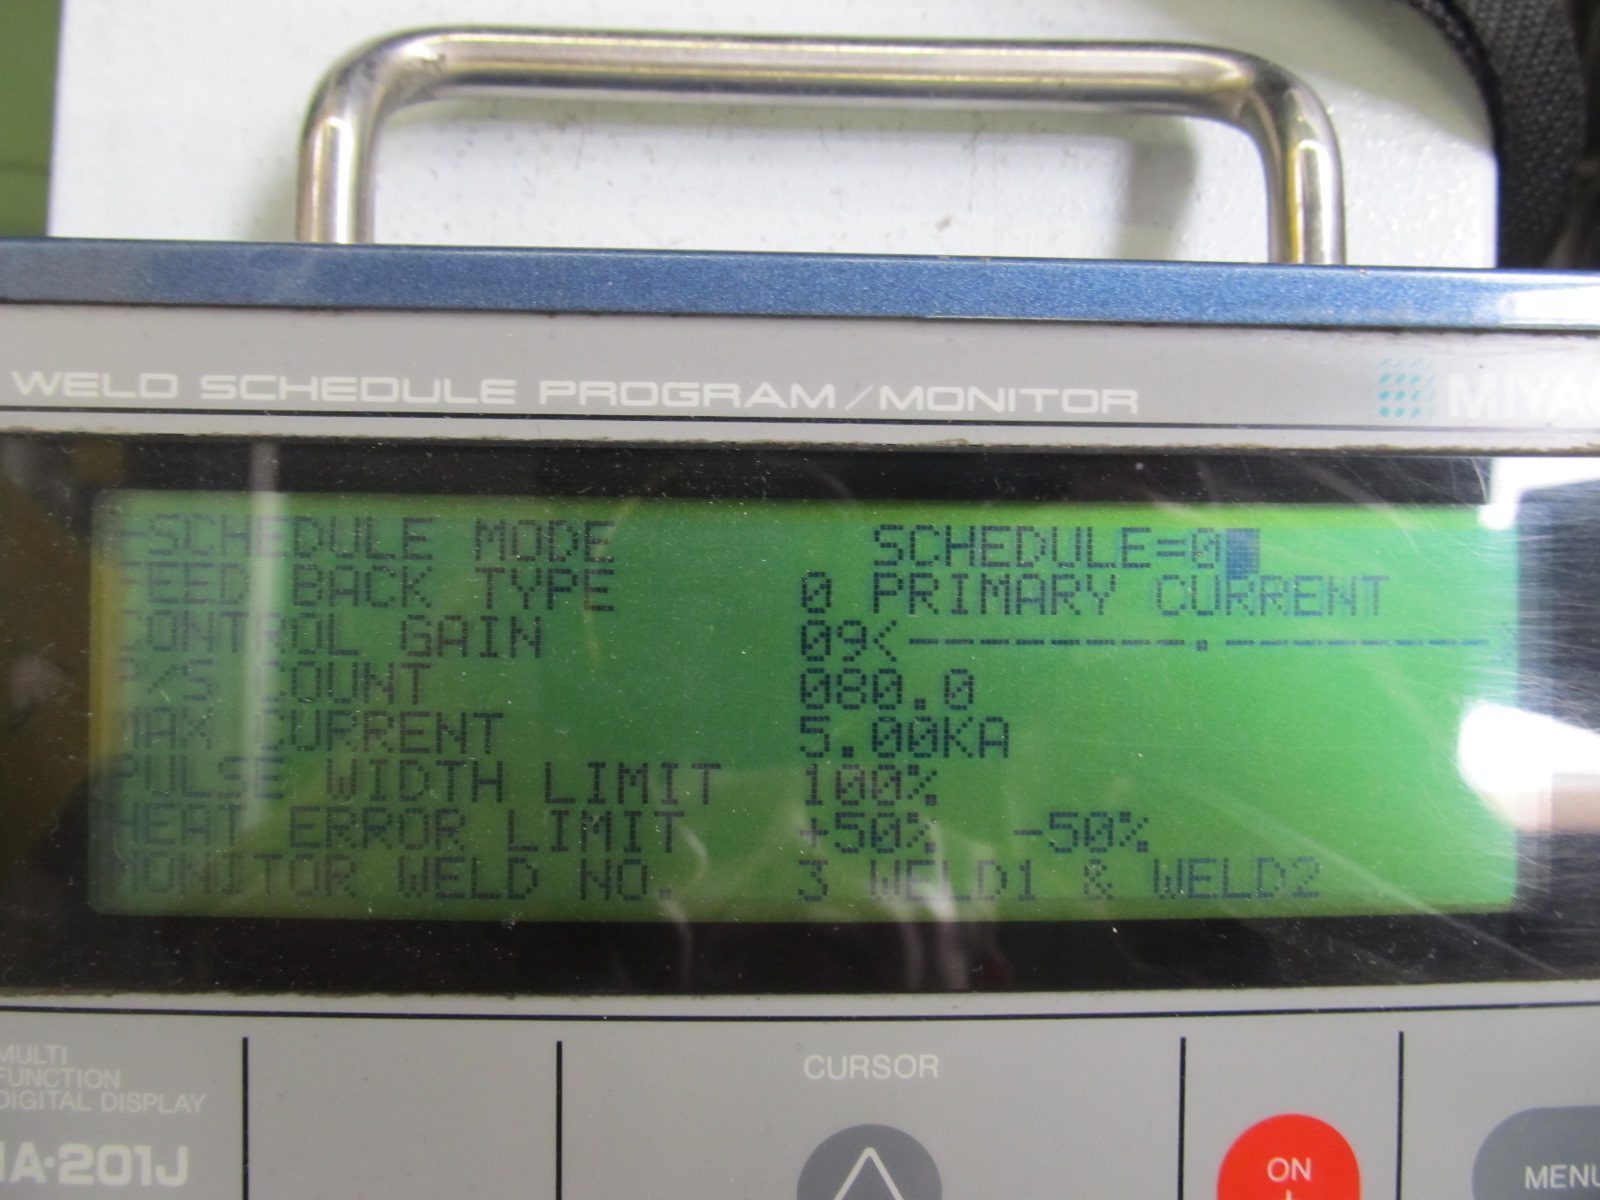 WELD SCHEDULE PROGRAM/MONITOR
SCHEDULE MODE SCHEDULE=0
FEED BACK TYPE 0 PRIMARY CURRENT
CONTROL GAIN 09<----------.---------
P/S COUNT 080.0
MAX CURRENT 5.00KA
PULSE WIDTH LIMIT 100%
HEAT ERROR LIMIT +50% -50%
MONITOR WELD NO. 3 WELD1 & WELD2
MULTI
FUNCTION
DIGITAL DISPLAY
CURSOR
ON
MENU